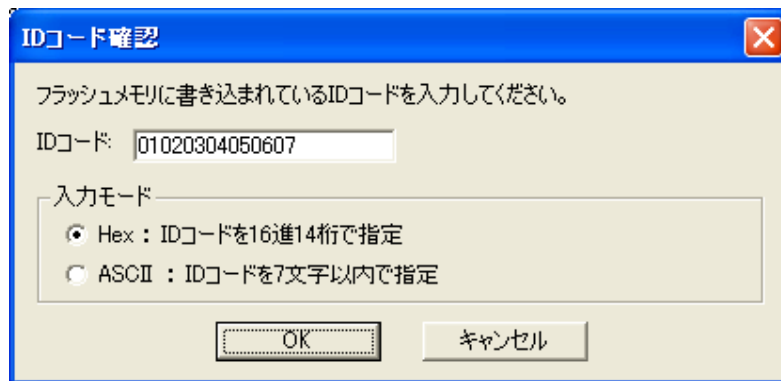 IDコード確認
フラッシュメモリに書き込まれているIDコードを入力してください。
IDコード: 01020304050607
入力モード
Hex : IDコードを16進14桁で指定
ASCII : IDコードを7文字以内で指定
OK キャンセル